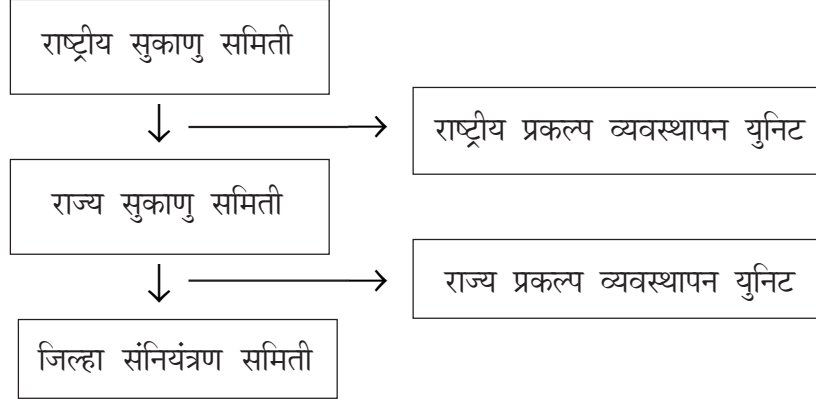 राष्ट्रीय सुकाणु समिती
राष्ट्रीय प्रकल्प व्यवस्थापन युनिट
राज्य सुकाणु समिती
राज्य प्रकल्प व्यवस्थापन युनिट
जिल्हा संनियंत्रण समिती